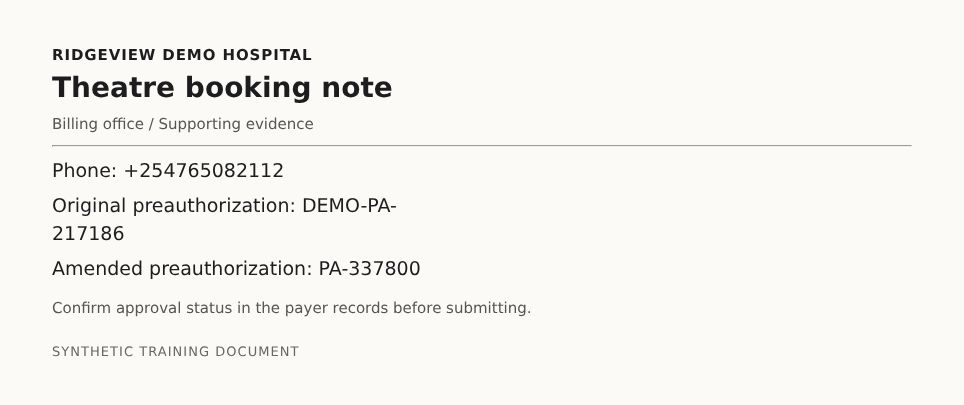 RIDGEVIEW DEMO HOSPITAL
Theatre booking note
Billing office / Supporting evidence
Phone: +254765082112
Original preauthorization: DEMO-PA-
217186
Amended preauthorization: PA-337800
Confirm approval status in the payer records before submitting.
SYNTHETIC TRAINING DOCUMENT